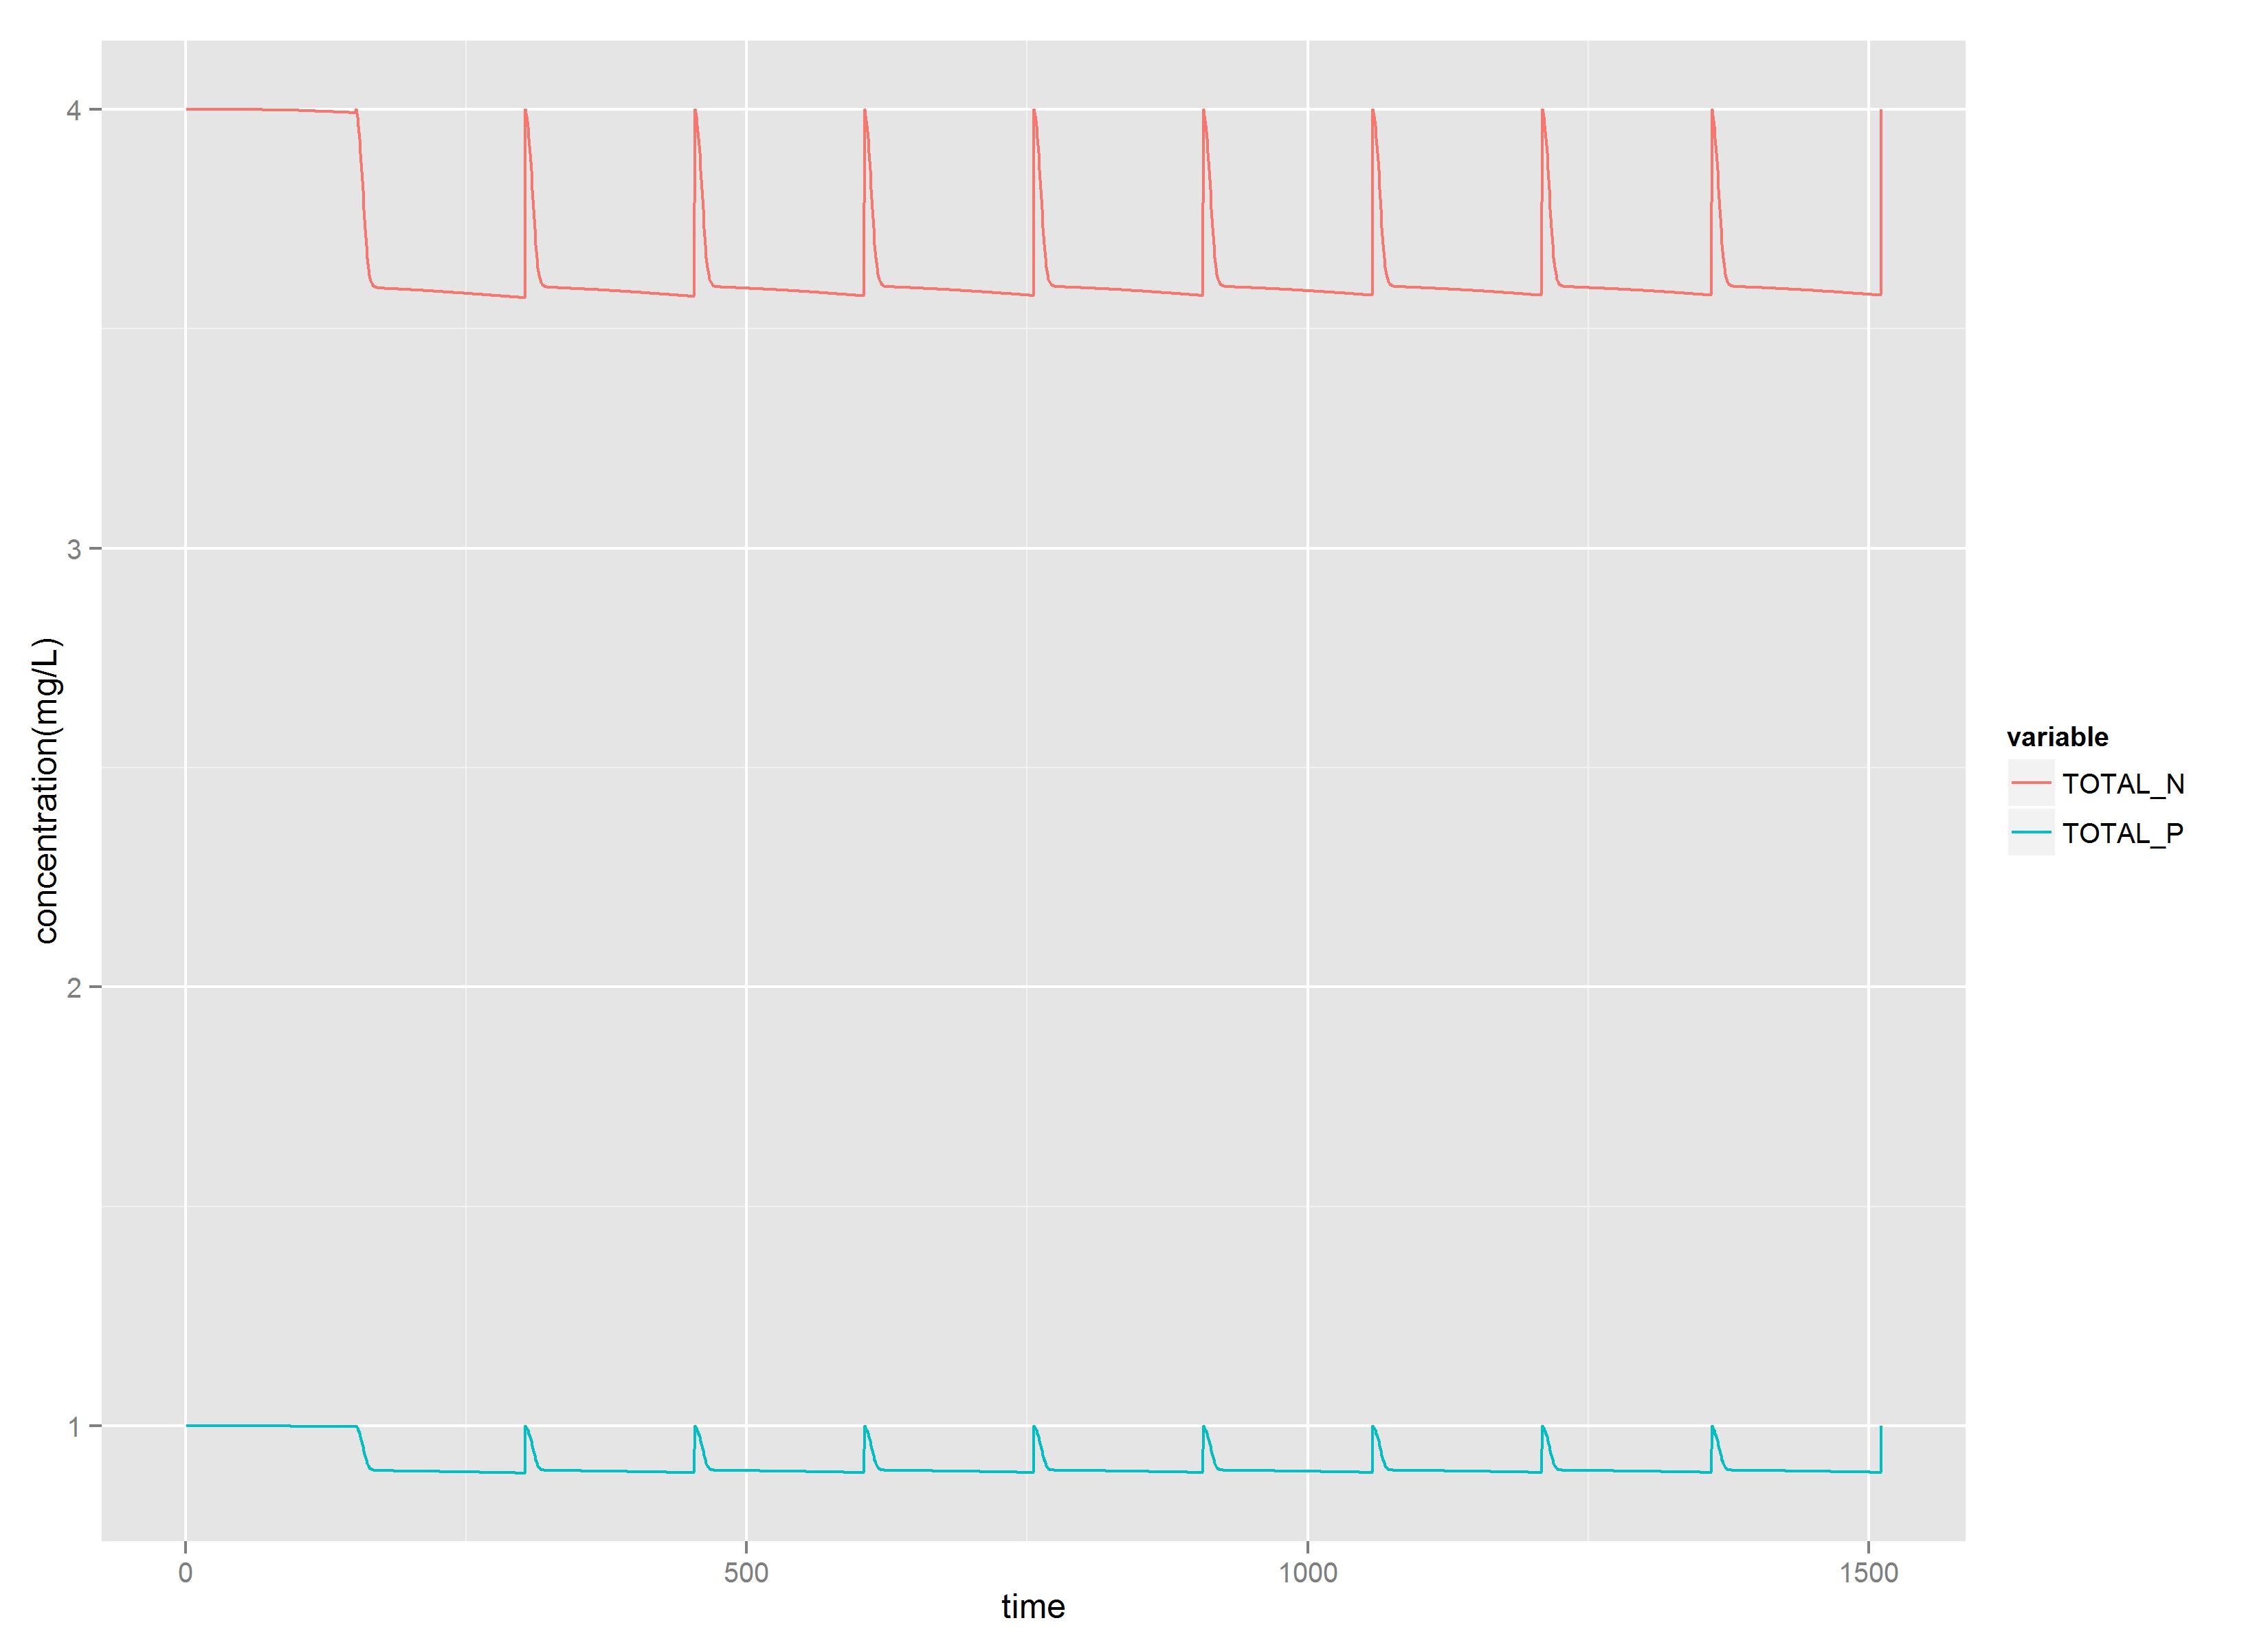 4
3
2
1
concentration(mg/L)
0 500 1000 1500
time
variable
TOTAL_N
TOTAL_P